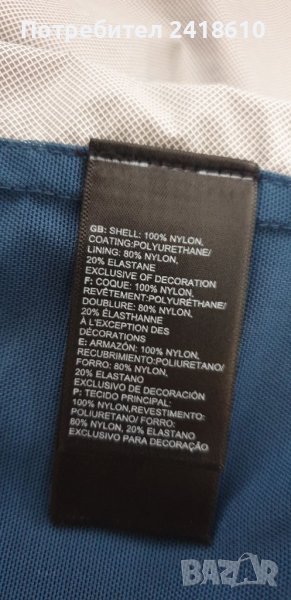 Потребител 2418610
GB: SHELL: 100% NYLON,
COATING:POLYURETHANE/
LINING: 80% NYLON,
20% ELASTANE
EXCLUSIVE OF DECORATION
F: COQUE: 100% NYLON/
REVÊTEMENT:POLYURÉTHANE/
DOUBLURE: 80% NYLON,
20% ÉLASTHANNE
À L'EXCEPTION DES
DÉCORATIONS
E: ARMAZÓN: 100% NYLON,
RECUBRIMIENTO:POLIURETANO/
FORRO: 80% NYLON,
20% ELASTANO
EXCLUSIVO DE DECORACIÓN
P: TECIDO PRINCIPAL:
100% NYLON,REVESTIMENTO:
POLIURETANO/ FORRO:
80% NYLON, 20% ELASTANO
EXCLUSIVO PARA DECORAÇÃO
BAZAR